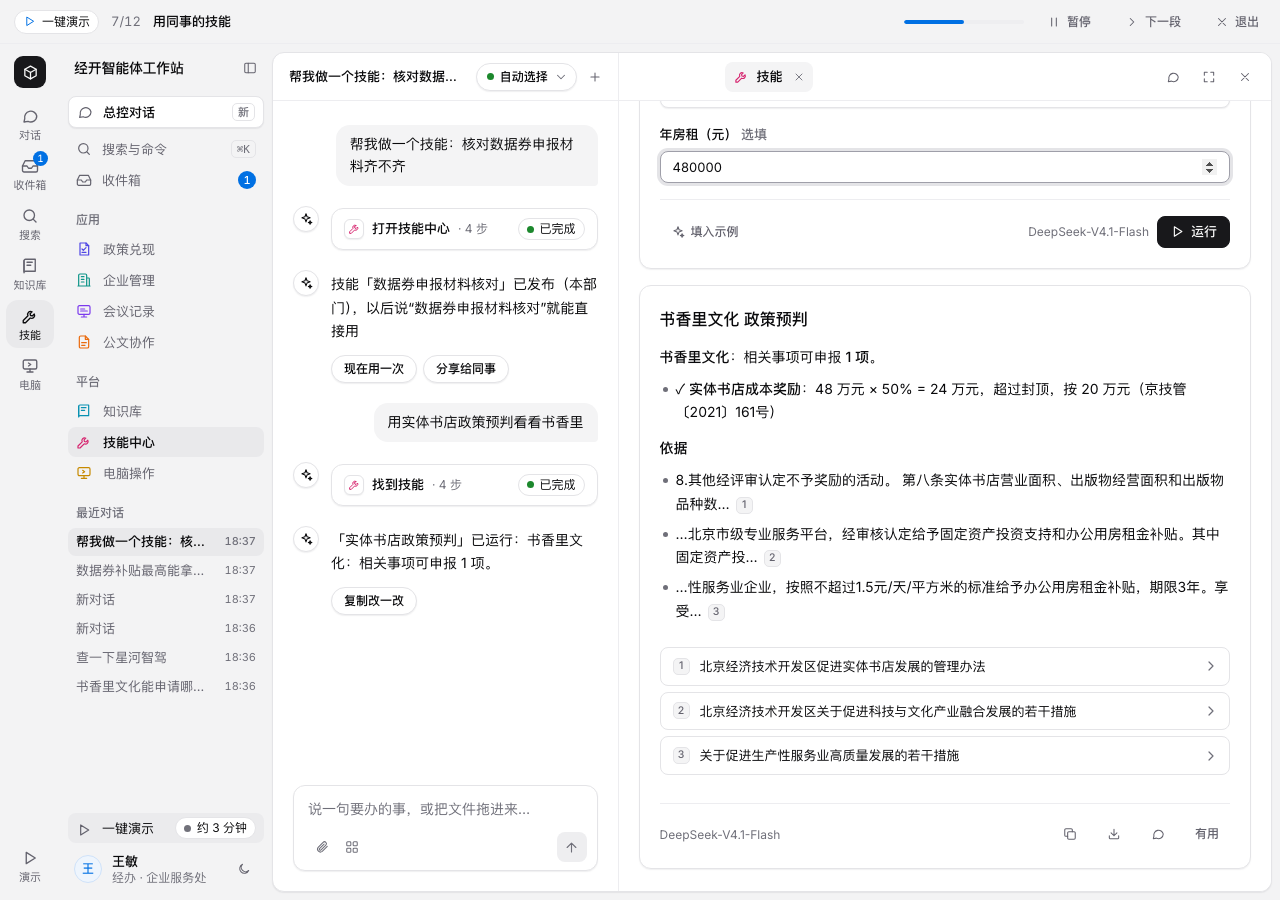 一键演示
7/12
用同事的技能
暂停
下一段
退出
对话
1
收件箱
搜索
知识库
技能
电脑
演示
经开智能体工作站
总控对话
新
搜索与命令
⌘K
收件箱
1
应用
政策兑现
企业管理
会议记录
公文协作
平台
知识库
技能中心
电脑操作
最近对话
帮我做一个技能：核... 18:37
数据券补贴最高能拿... 18:37
新对话 18:37
新对话 18:36
查一下星河智驾 18:36
书香里文化能申请哪... 18:36
一键演示
约 3 分钟
王
王敏
经办 · 企业服务处
帮我做一个技能：核对数据...
自动选择
帮我做一个技能：核对数据券申报材
料齐不齐
打开技能中心 · 4 步 已完成
技能「数据券申报材料核对」已发布（本部
门），以后说“数据券申报材料核对”就能直
接用
现在用一次
分享给同事
用实体书店政策预判看看书香里
找到技能 · 4 步 已完成
「实体书店政策预判」已运行：书香里文
化：相关事项可申报 1 项。
复制改一改
说一句要办的事，或把文件拖进来...
技能
年房租（元） 选填
480000
填入示例
DeepSeek-V4.1-Flash
运行
书香里文化 政策预判
书香里文化：相关事项可申报 1 项。
✓ 实体书店成本奖励：48 万元 × 50% = 24 万元，超过封顶，按 20 万元（京技管
〔2021〕161号）
依据
8.其他经评审认定不予奖励的活动。 第八条实体书店营业面积、出版物经营面积和出版物
品种数... 1
...北京市级专业服务平台，经审核认定给予固定资产投资支持和办公用房租金补贴。其中
固定资产投... 2
...性服务业企业，按照不超过1.5元/天/平方米的标准给予办公用房租金补贴，期限3年。享
受... 3
1 北京经济技术开发区促进实体书店发展的管理办法
2 北京经济技术开发区关于促进科技与文化产业融合发展的若干措施
3 关于促进生产性服务业高质量发展的若干措施
DeepSeek-V4.1-Flash
有用